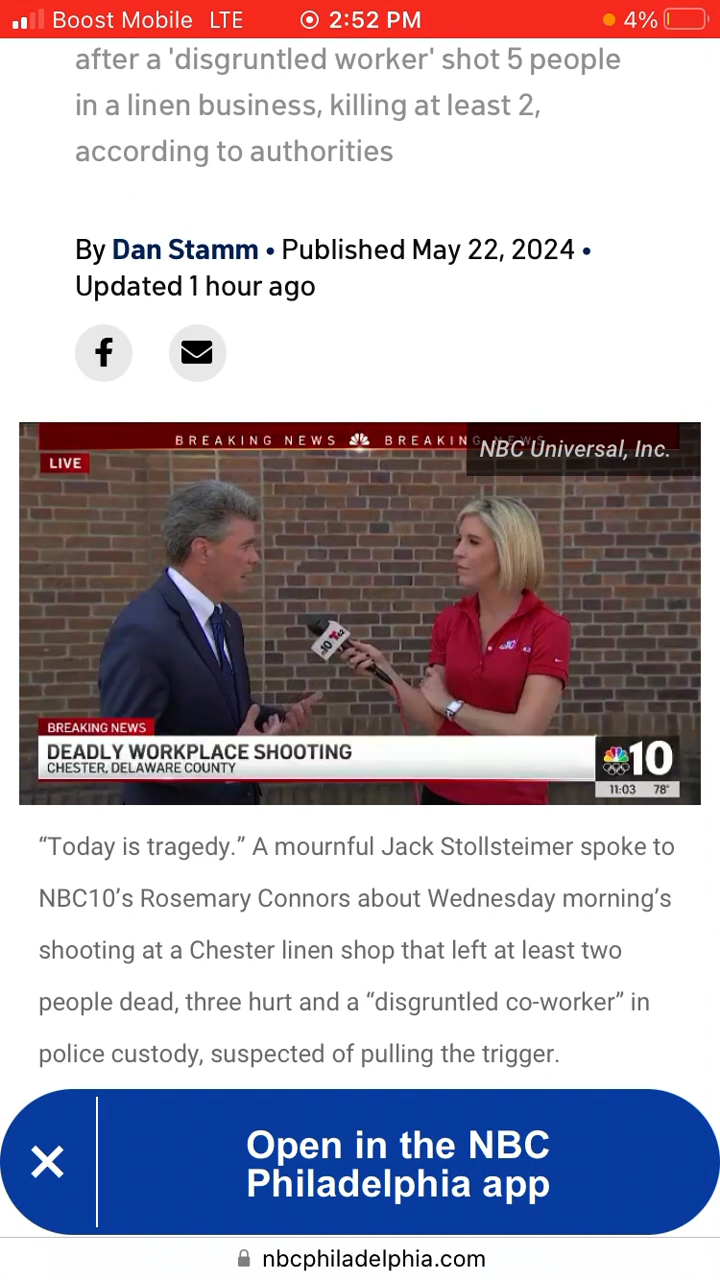 Boost Mobile LTE 2:52 PM 4%
after a 'disgruntled worker' shot 5 people
in a linen business, killing at least 2,
according to authorities
By Dan Stamm • Published May 22, 2024 •
Updated 1 hour ago
BREAKING NEWS BREAKING NEWS
NBC Universal, Inc.
LIVE
10
62
10
BREAKING NEWS
DEADLY WORKPLACE SHOOTING
CHESTER, DELAWARE COUNTY
10
11:03 78°
“Today is tragedy.” A mournful Jack Stollsteimer spoke to
NBC10’s Rosemary Connors about Wednesday morning’s
shooting at a Chester linen shop that left at least two
people dead, three hurt and a “disgruntled co-worker” in
police custody, suspected of pulling the trigger.
Open in the NBC
Philadelphia app
nbcphiladelphia.com